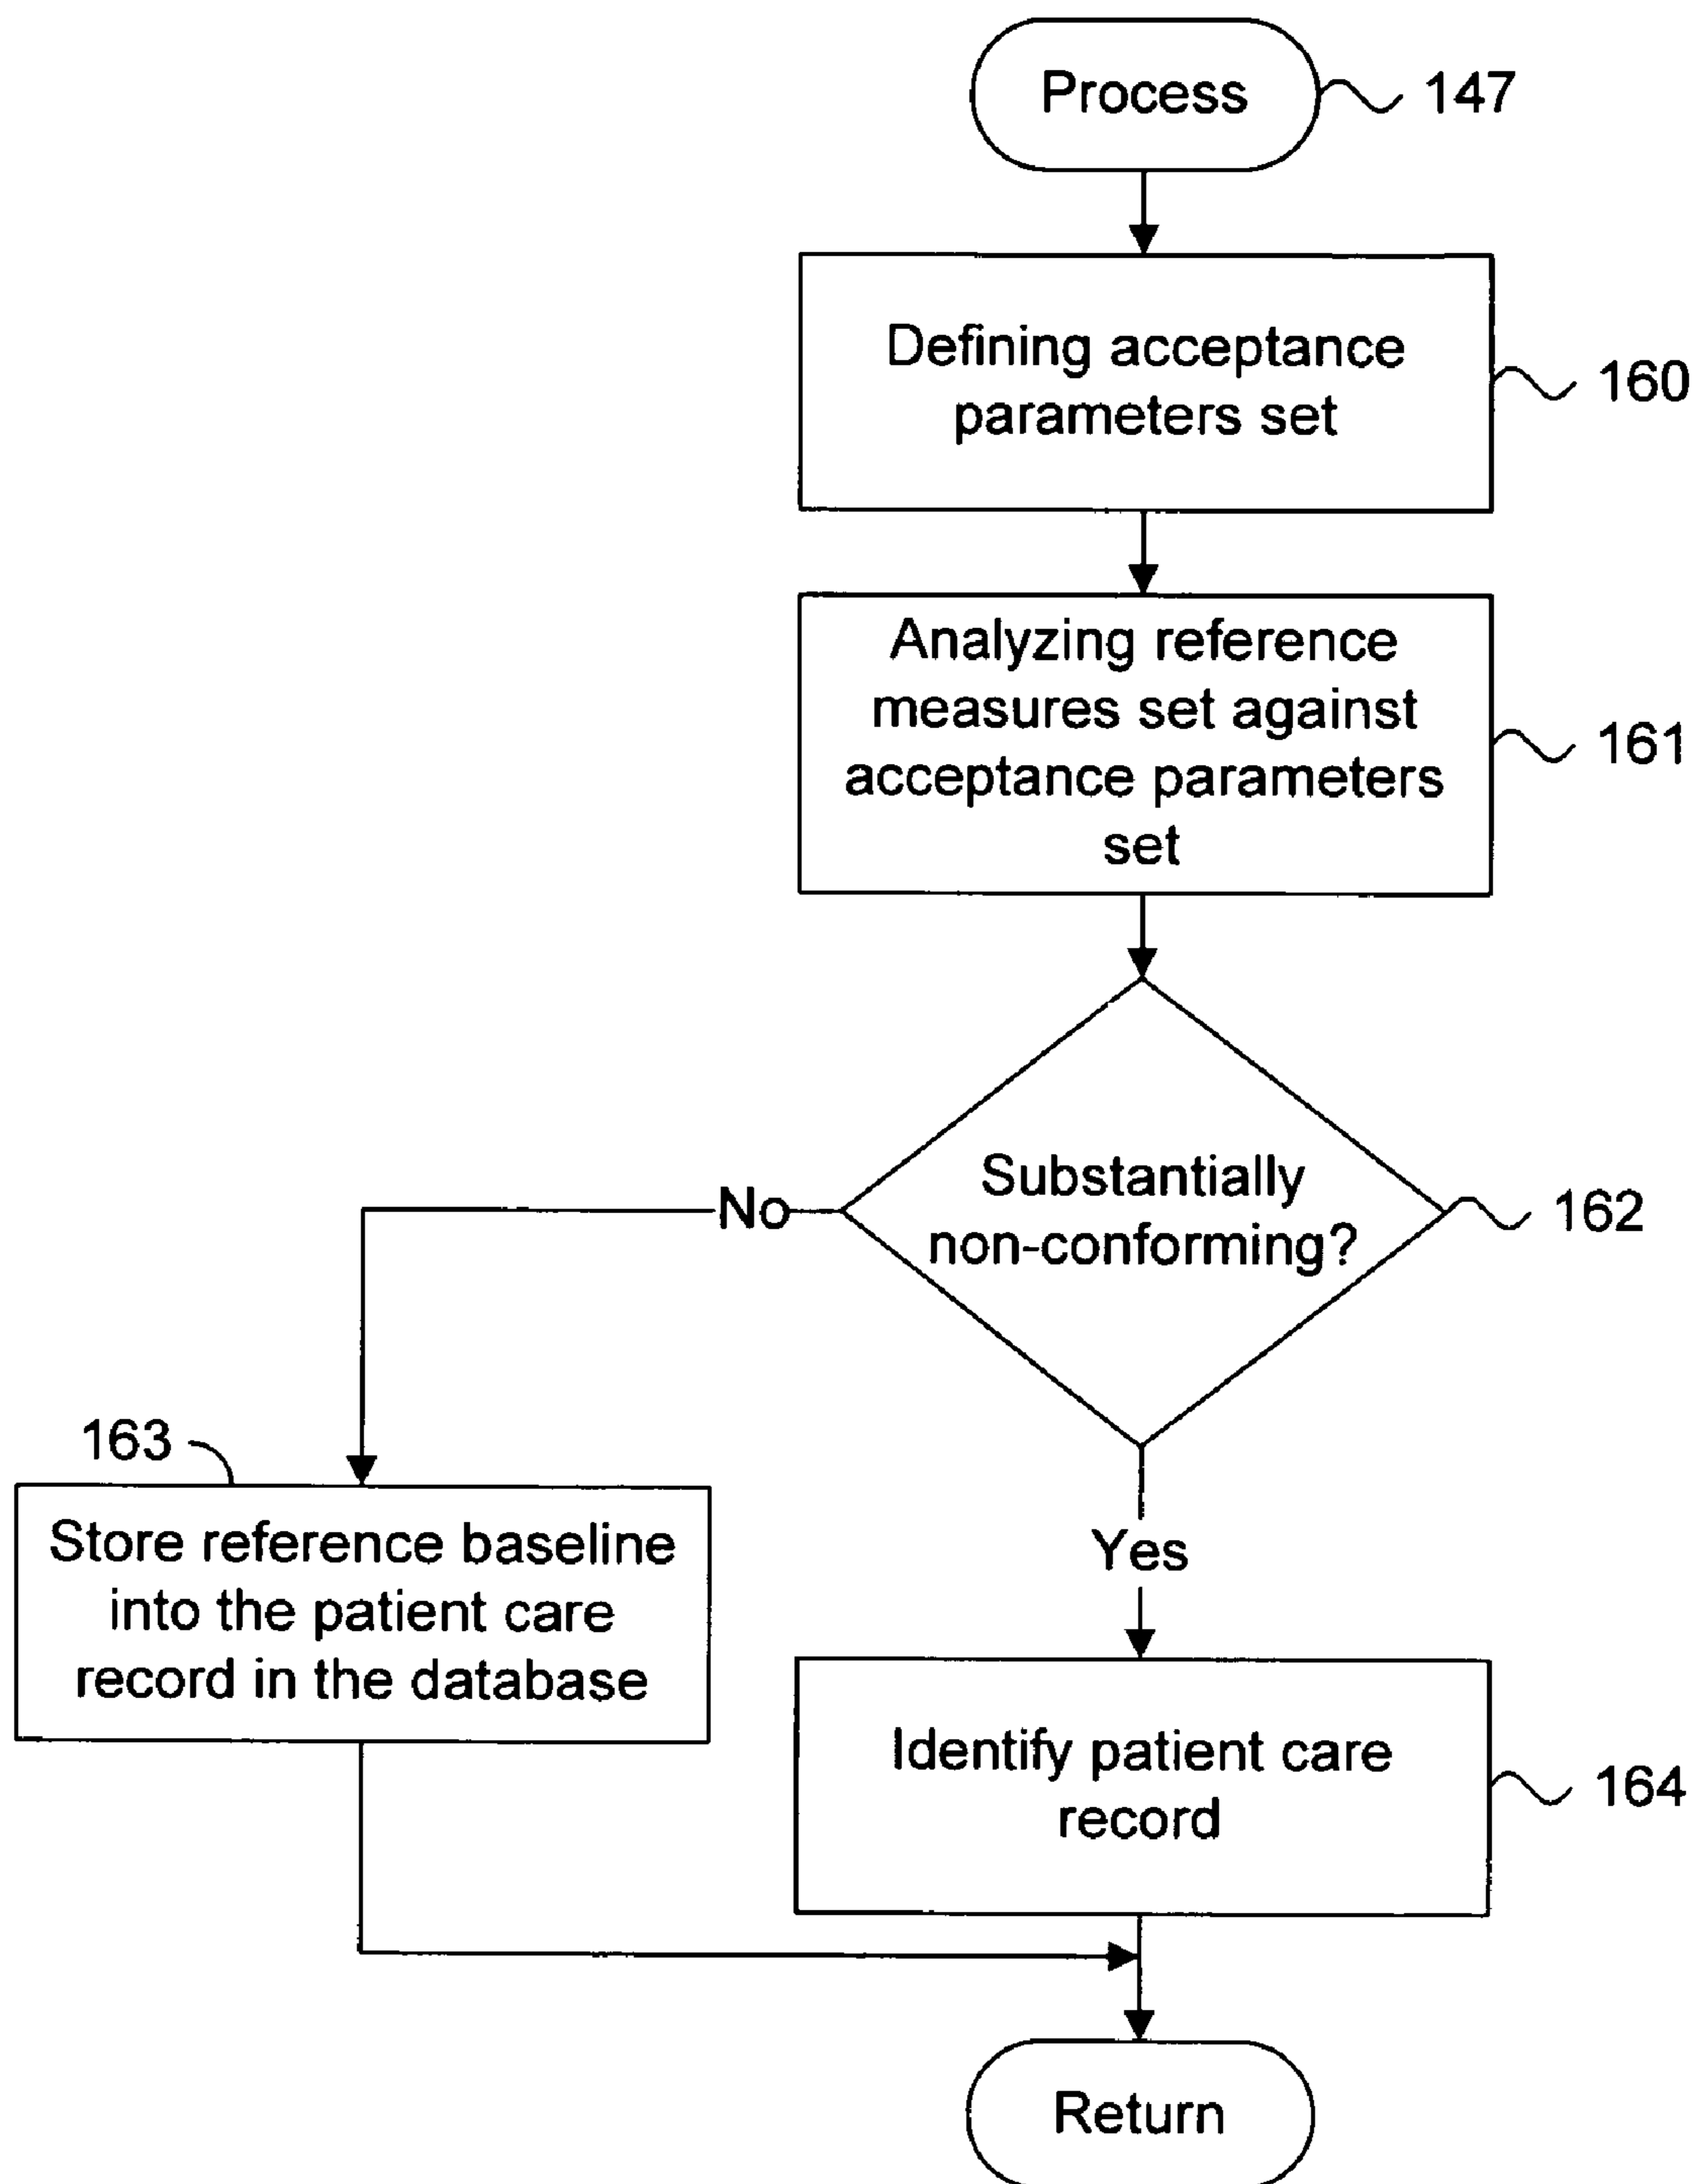 Process
147
Defining acceptance
parameters set
160
Analyzing reference
measures set against
acceptance parameters
set
161
Substantially
non-conforming?
162
No
Yes
163
Store reference baseline
into the patient care
record in the database
Identify patient care
record
164
Return